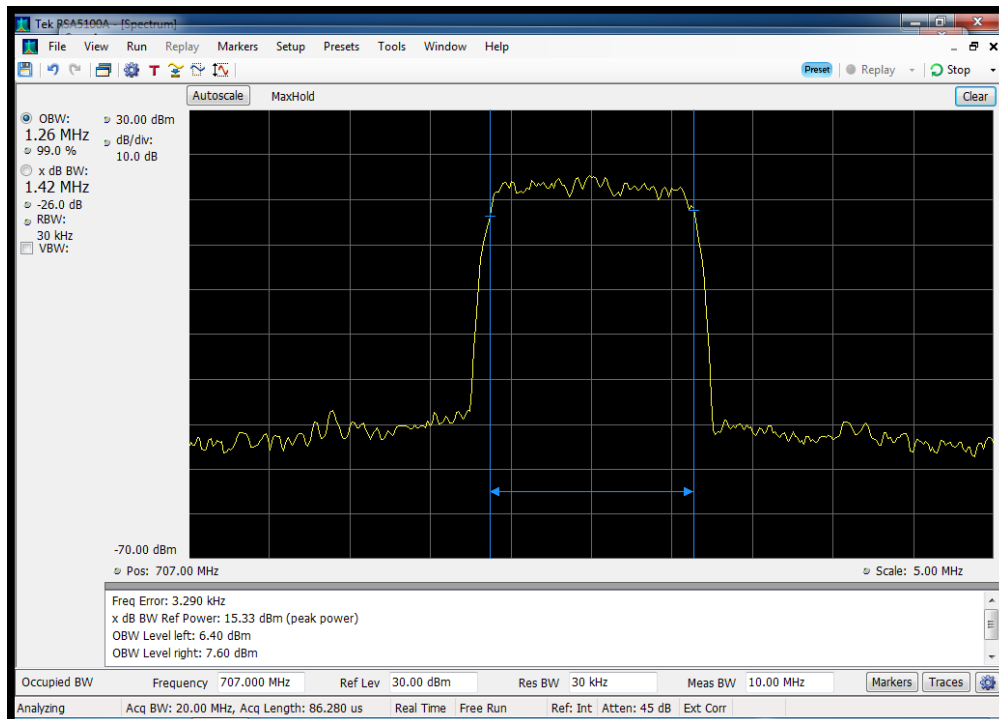 Tek RSA5100A - [Spectrum]
File View Run Replay Markers Setup Presets Tools Window Help
Preset Replay Stop
Autoscale MaxHold Clear
OBW: 30.00 dBm
1.26 MHz dB/div:
99.0 % 10.0 dB
x dB BW:
1.42 MHz
-26.0 dB
RBW:
30 kHz
VBW:
-70.00 dBm
Pos: 707.00 MHz Scale: 5.00 MHz
Freq Error: 3.290 kHz
x dB BW Ref Power: 15.33 dBm (peak power)
OBW Level left: 6.40 dBm
OBW Level right: 7.60 dBm
Occupied BW Frequency 707.000 MHz Ref Lev 30.00 dBm Res BW 30 kHz Meas BW 10.00 MHz Markers Traces
Analyzing Acq BW: 20.00 MHz, Acq Length: 86.280 us Real Time Free Run Ref: Int Atten: 45 dB Ext Corr